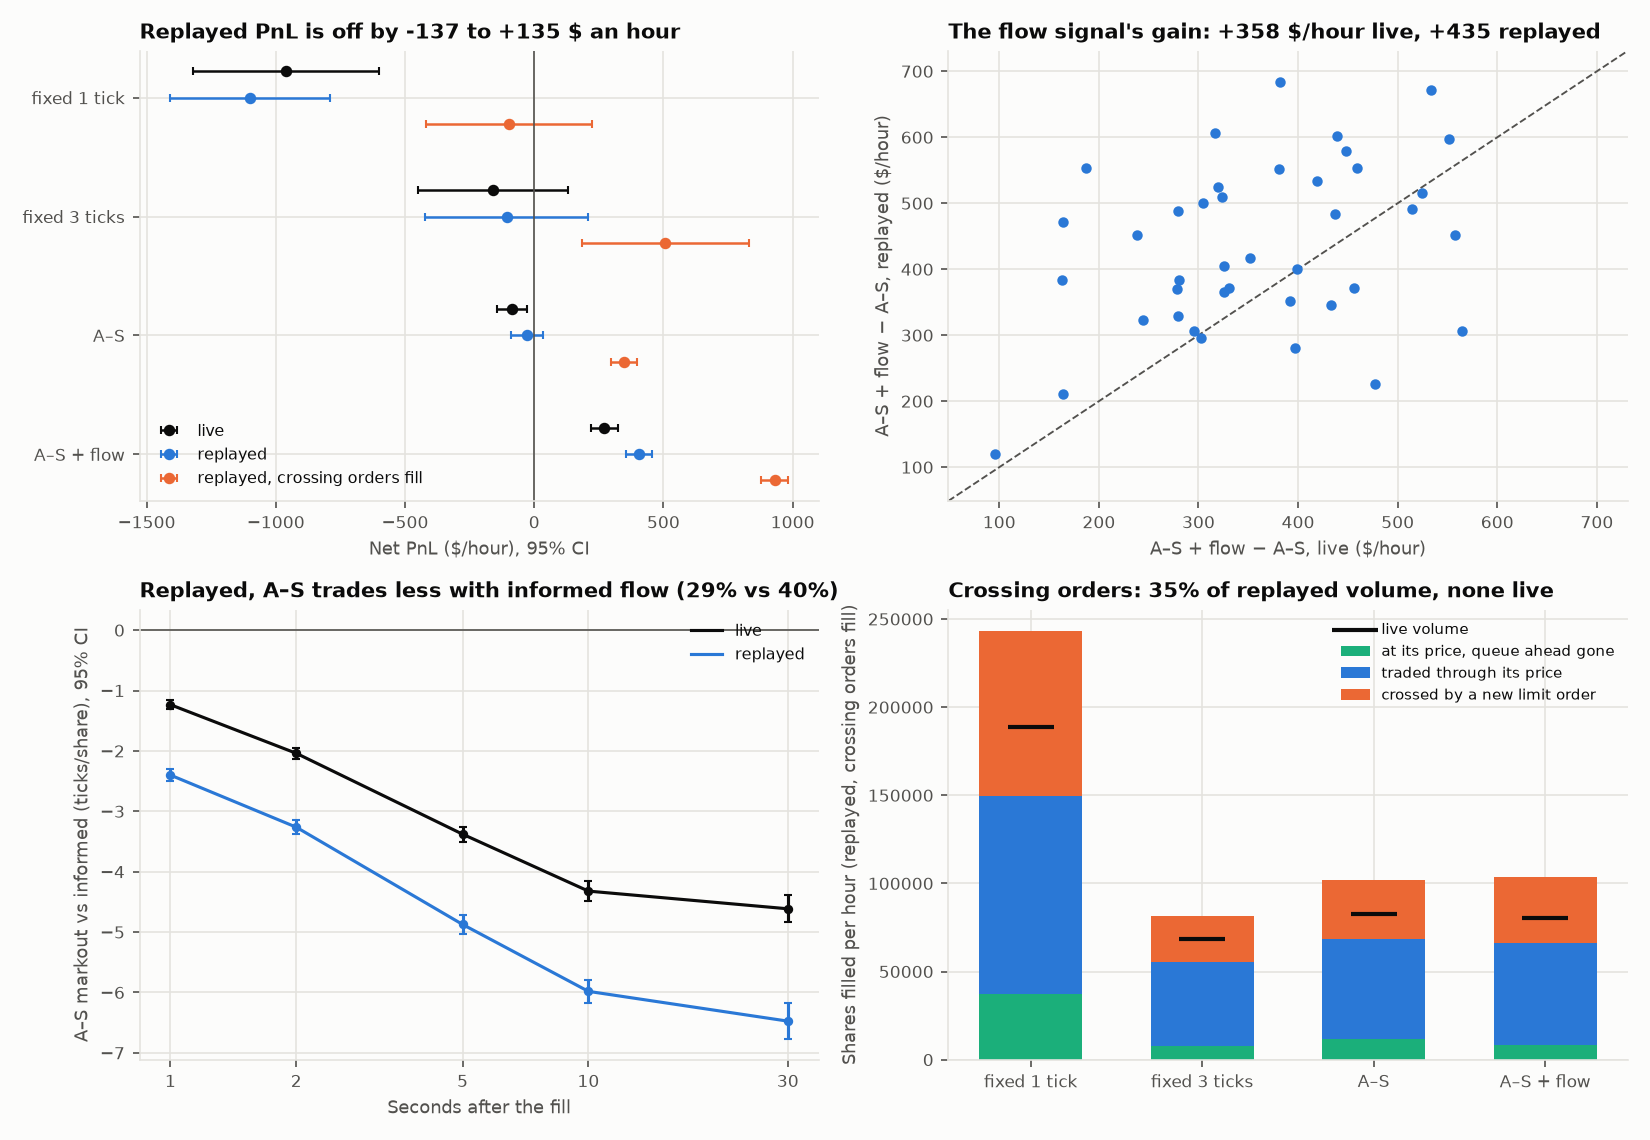 Replayed PnL is off by -137 to +135 $ an hour
fixed 1 tick
fixed 3 ticks
A–S
A–S + flow
live
replayed
replayed, crossing orders fill
−1500
−1000
−500
0
500
1000
Net PnL ($/hour), 95% CI
The flow signal's gain: +358 $/hour live, +435 replayed
A–S + flow − A–S, replayed ($/hour)
700
600
500
400
300
200
100
100
200
300
400
500
600
700
A–S + flow − A–S, live ($/hour)
Replayed, A–S trades less with informed flow (29% vs 40%)
A–S markout vs informed (ticks/share), 95% CI
0
−1
−2
−3
−4
−5
−6
−7
live
replayed
1
2
5
10
30
Seconds after the fill
Crossing orders: 35% of replayed volume, none live
Shares filled per hour (replayed, crossing orders fill)
250000
200000
150000
100000
50000
0
live volume
at its price, queue ahead gone
traded through its price
crossed by a new limit order
fixed 1 tick
fixed 3 ticks
A–S
A–S + flow